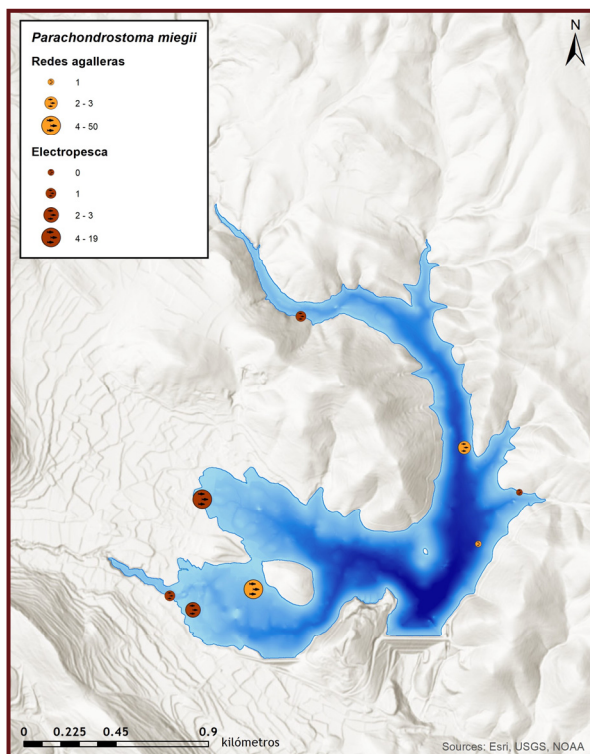 Parachondrostoma miegii
Redes agalleras
1
2 - 3
4 - 50
Electropesca
0
1
2 - 3
4 - 19
N
0 0.225 0.45 0.9
kilómetros
Sources: Esri, USGS, NOAA